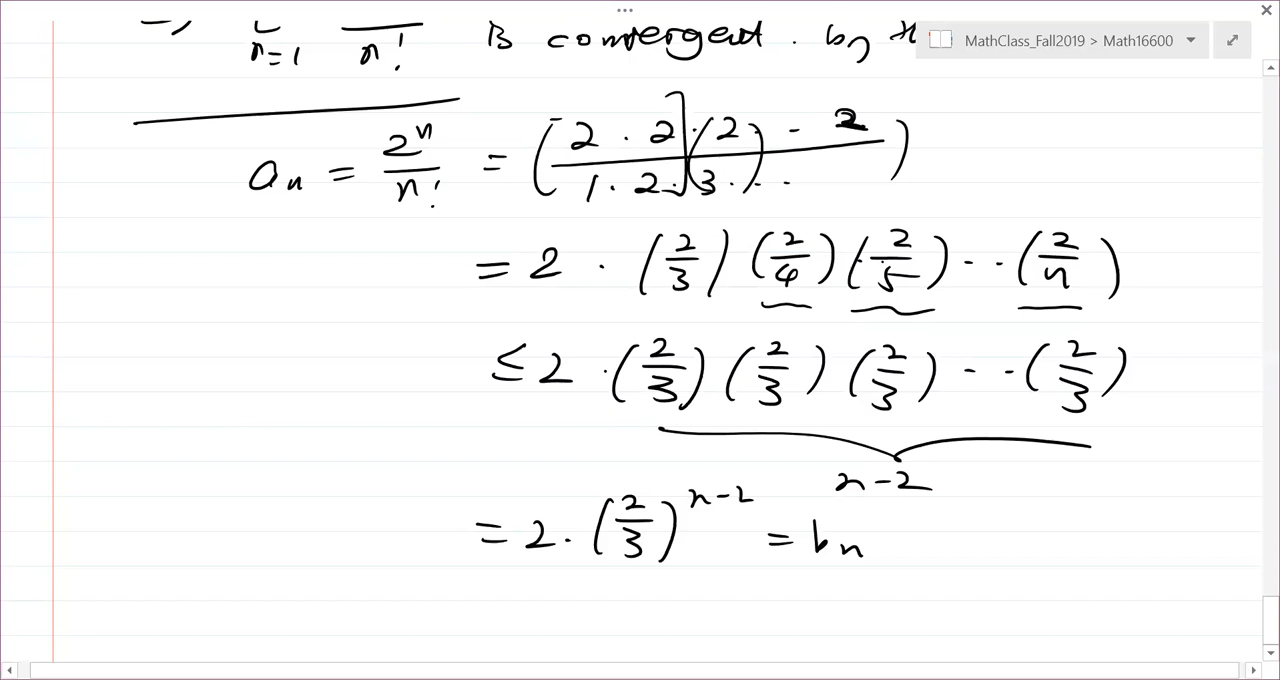 n=1 n! is convergent. by
MathClass_Fall2019 > Math16600
aₙ = 2ⁿ/n! = (2 · 2 · (2) · 2 / 1 · 2 · (3 ·) · ·)
= 2 · (2/3) (2/4) (2/5) · · (2/n)
≤ 2 · (2/3) (2/3) (2/3) · · (2/3)
n-2
= 2 · (2/3)ⁿ⁻² = bₙ